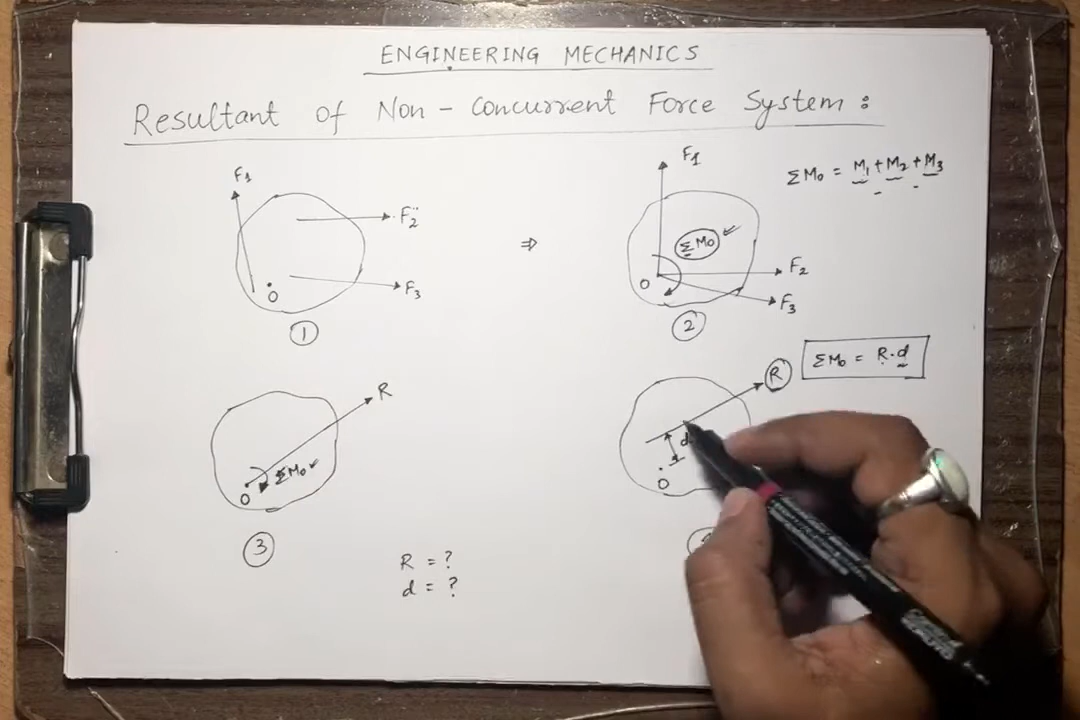 ENGINEERING MECHANICS
Resultant of Non-Concurrent Force System:
F1
F2
F3
O
1
⇒
F1
ΣMo
F2
F3
O
2
ΣMo = M1 + M2 + M3
R
ΣMo
O
3
R
d
O
ΣMo = R.d
R = ?
d = ?